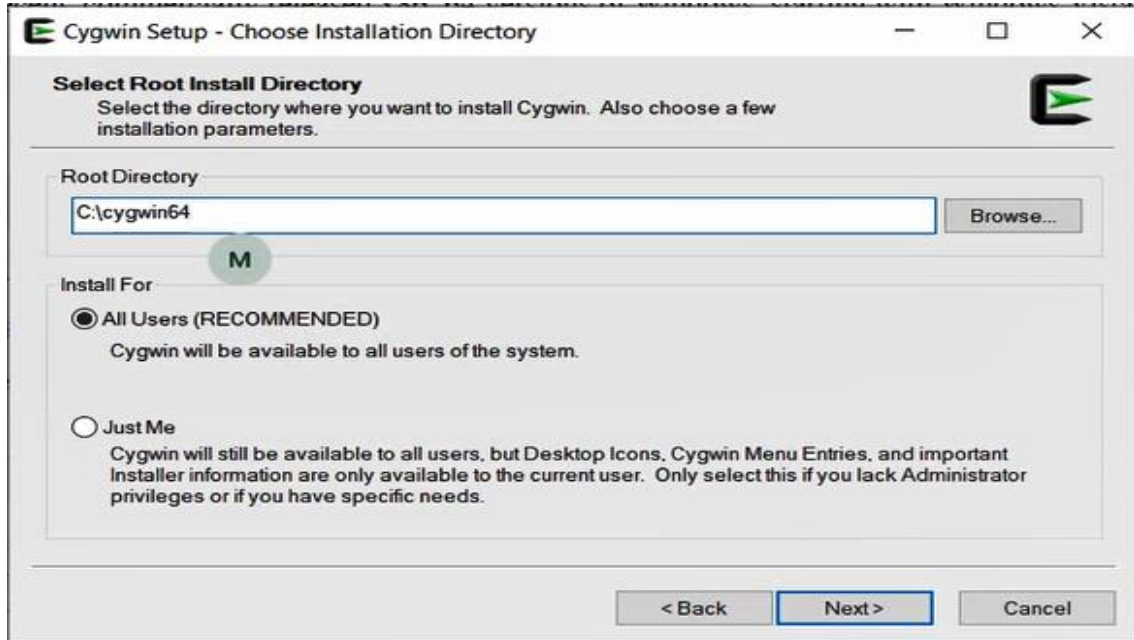 Cygwin Setup - Choose Installation Directory
Select Root Install Directory
Select the directory where you want to install Cygwin. Also choose a few
installation parameters.
Root Directory
C:\cygwin64
Browse...
M
Install For
All Users (RECOMMENDED)
Cygwin will be available to all users of the system.
Just Me
Cygwin will still be available to all users, but Desktop Icons, Cygwin Menu Entries, and important
Installer information are only available to the current user. Only select this if you lack Administrator
privileges or if you have specific needs.
< Back
Next >
Cancel